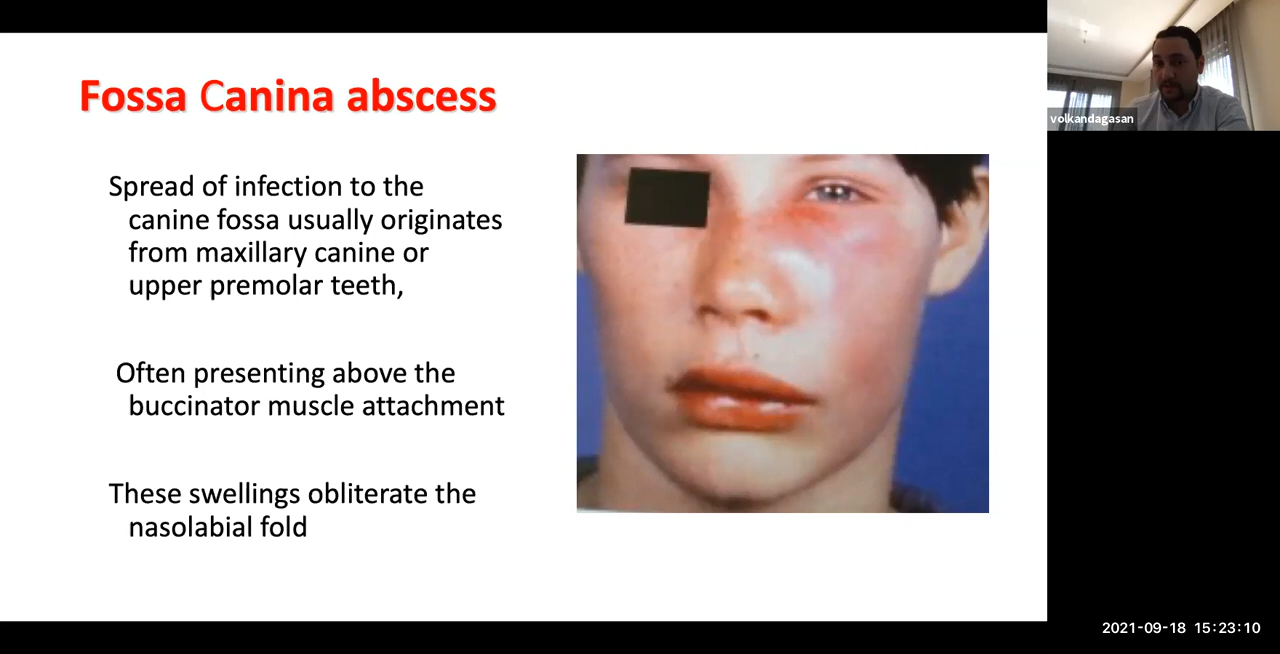 Fossa Canina abscess
Spread of infection to the
canine fossa usually originates
from maxillary canine or
upper premolar teeth,
Often presenting above the
buccinator muscle attachment
These swellings obliterate the
nasolabial fold
volkandagasan
2021-09-18 15:23:10